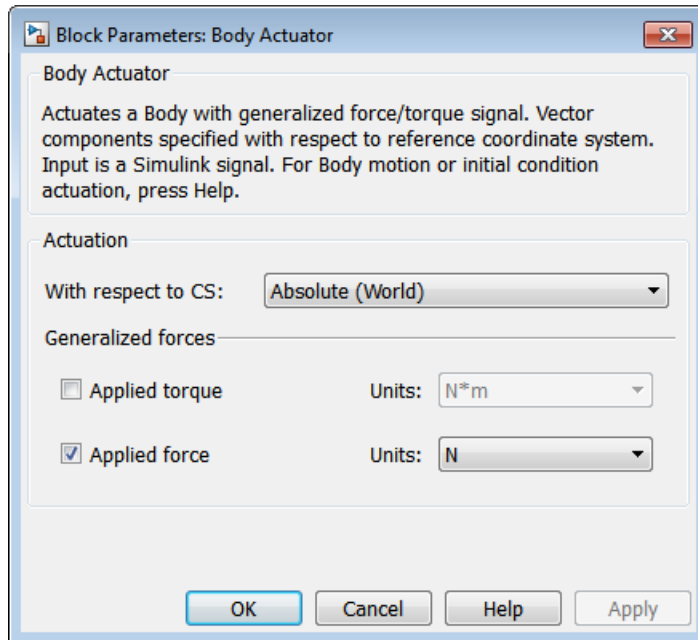 Block Parameters: Body Actuator
Body Actuator
Actuates a Body with generalized force/torque signal. Vector
components specified with respect to reference coordinate system.
Input is a Simulink signal. For Body motion or initial condition
actuation, press Help.
Actuation
With respect to CS: Absolute (World)
Generalized forces
Applied torque Units: N*m
Applied force Units: N
OK Cancel Help Apply